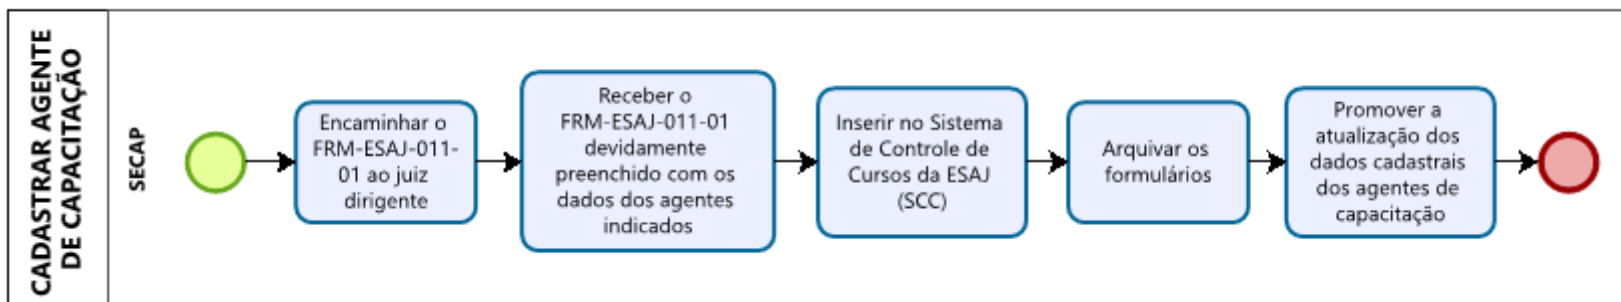 CADASTRAR AGENTE
DE CAPACITAÇÃO
SECAP
Encaminhar o
FRM-ESAJ-011-
01 ao juiz
dirigente
Receber o
FRM-ESAJ-011-01
devidamente
preenchido com os
dados dos agentes
indicados
Inserir no Sistema
de Controle de
Cursos da ESAJ
(SCC)
Arquivar os
formulários
Promover a
atualização dos
dados cadastrais
dos agentes de
capacitação